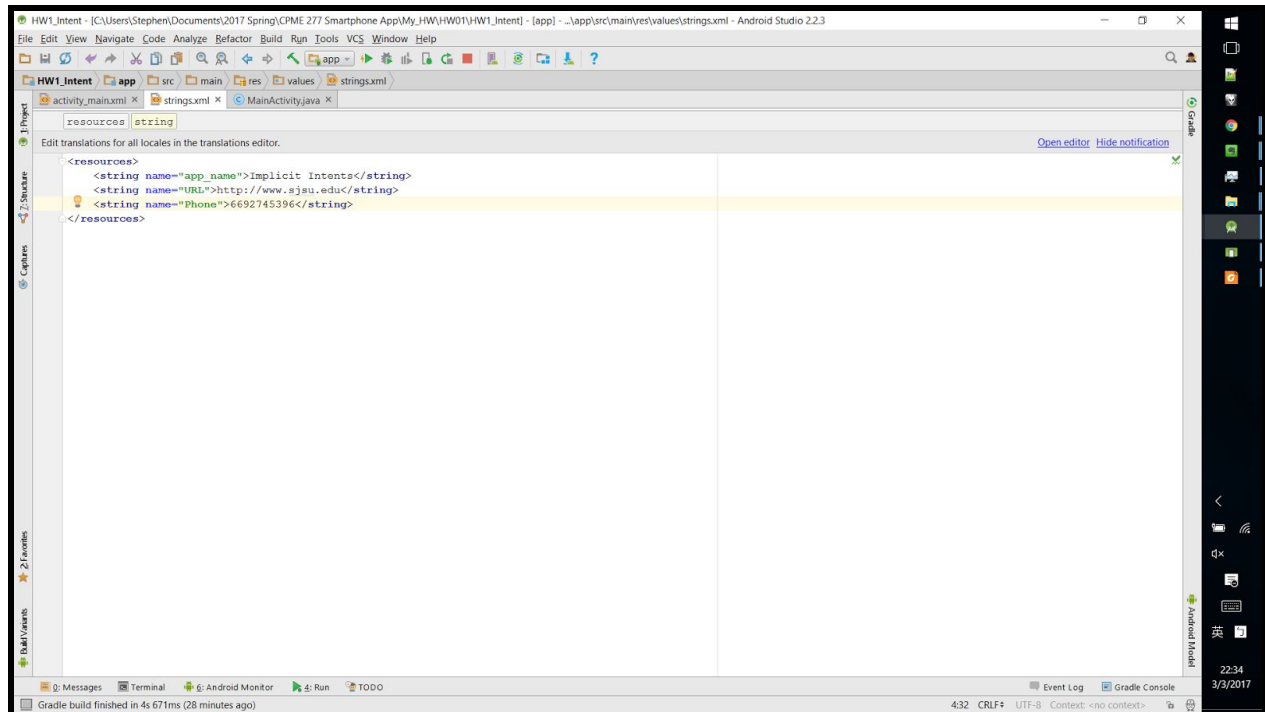 HW1_Intent - [C:\Users\Stephen\Documents\2017 Spring\CPME 277 Smartphone App\My_HW\HW01\HW1_Intent] - [app] - ...\app\src\main\res\values\strings.xml - Android Studio 2.2.3
File Edit View Navigate Code Analyze Refactor Build Run Tools VCS Window Help
app
HW1_Intent app src main res values strings.xml
activity_main.xml strings.xml MainActivity.java
resources string
Edit translations for all locales in the translations editor. Open editor Hide notification
<resources>
<string name="app_name">Implicit Intents</string>
<string name="URL">http://www.sjsu.edu</string>
<string name="Phone">6692745396</string>
</resources>
1: Project
7: Structure
Captures
2: Favorites
Build Variants
Gradle
Android Model
0: Messages Terminal 6: Android Monitor 4: Run TODO Event Log Gradle Console
Gradle build finished in 4s 671ms (28 minutes ago) 4:32 CRLF UTF-8 Context: <no context>
英 ㄅ
22:34
3/3/2017